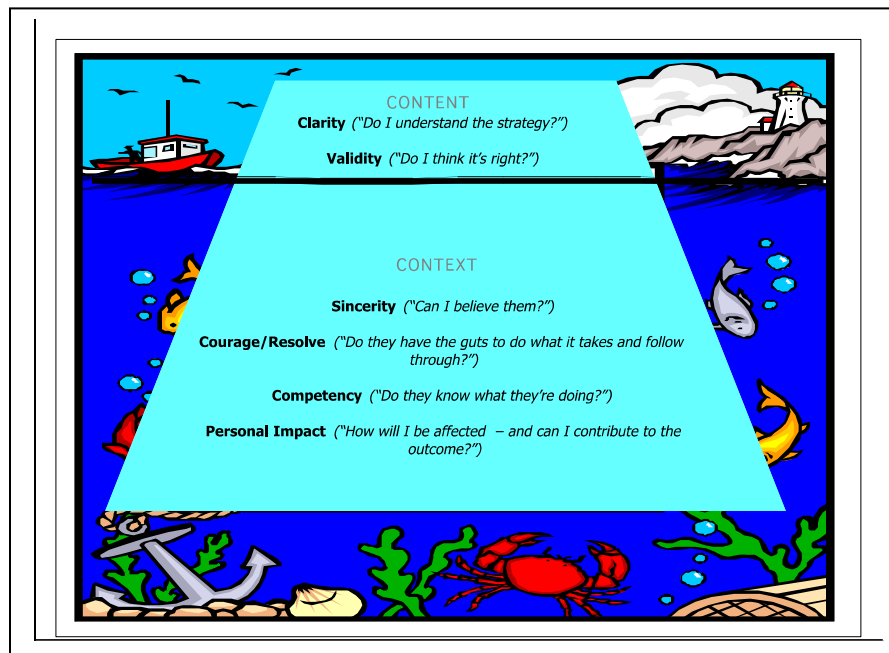 CONTENT
Clarity (“Do I understand the strategy?”)
Validity (“Do I think it’s right?”)
CONTEXT
Sincerity (“Can I believe them?”)
Courage/Resolve (“Do they have the guts to do what it takes and follow
through?”)
Competency (“Do they know what they’re doing?”)
Personal Impact (“How will I be affected – and can I contribute to the
outcome?”)